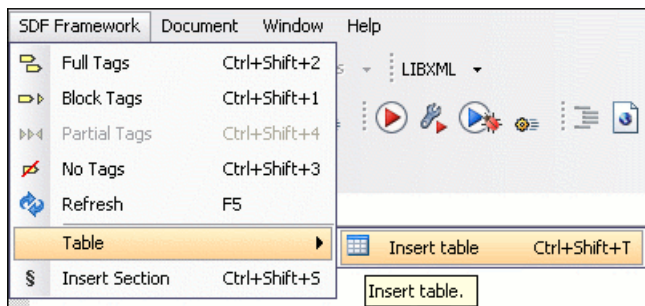 SDF Framework Document Window Help
Full Tags Ctrl+Shift+2
LIBXML
Block Tags Ctrl+Shift+1
Partial Tags Ctrl+Shift+4
No Tags Ctrl+Shift+3
Refresh F5
Table
Insert table Ctrl+Shift+T
§ Insert Section Ctrl+Shift+S
Insert table.